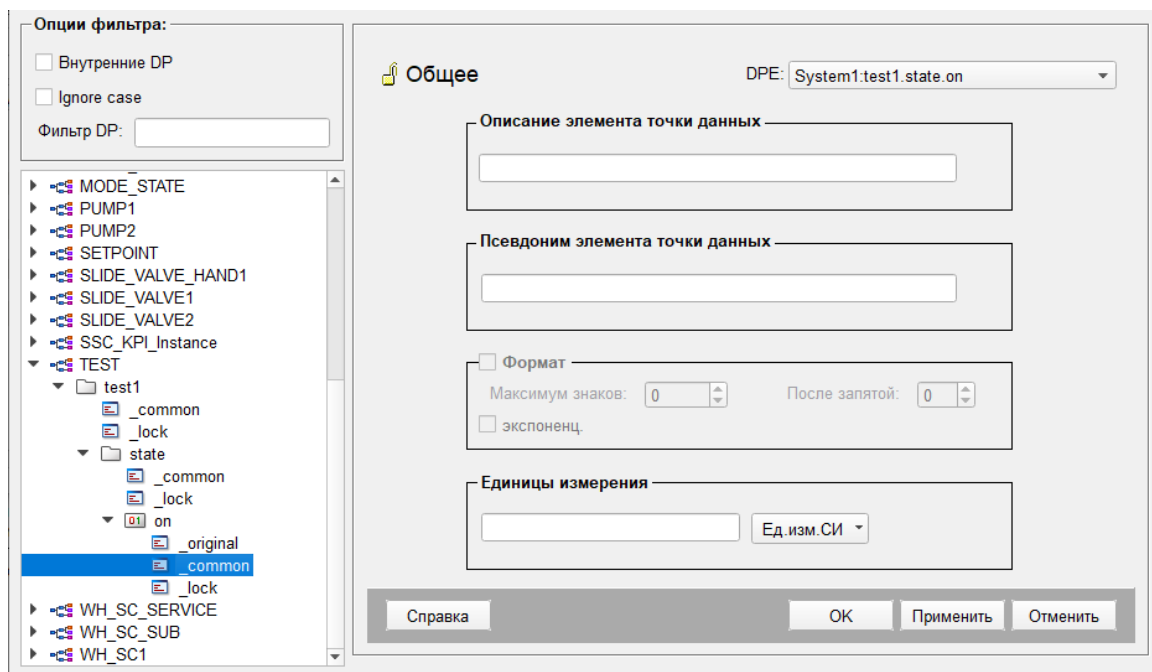 Опции фильтра:
Внутренние DP
Ignore case
Фильтр DP:
MODE_STATE
PUMP1
PUMP2
SETPOINT
SLIDE_VALVE_HAND1
SLIDE_VALVE1
SLIDE_VALVE2
SSC_KPI_Instance
TEST
test1
_common
_lock
state
_common
_lock
01 on
_original
_common
_lock
WH_SC_SERVICE
WH_SC_SUB
WH_SC1
Общее
DPE: System1:test1.state.on
Описание элемента точки данных
Псевдоним элемента точки данных
Формат
Максимум знаков: 0 После запятой: 0
экспоненц.
Единицы измерения
Ед.изм.СИ
Справка OK Применить Отменить